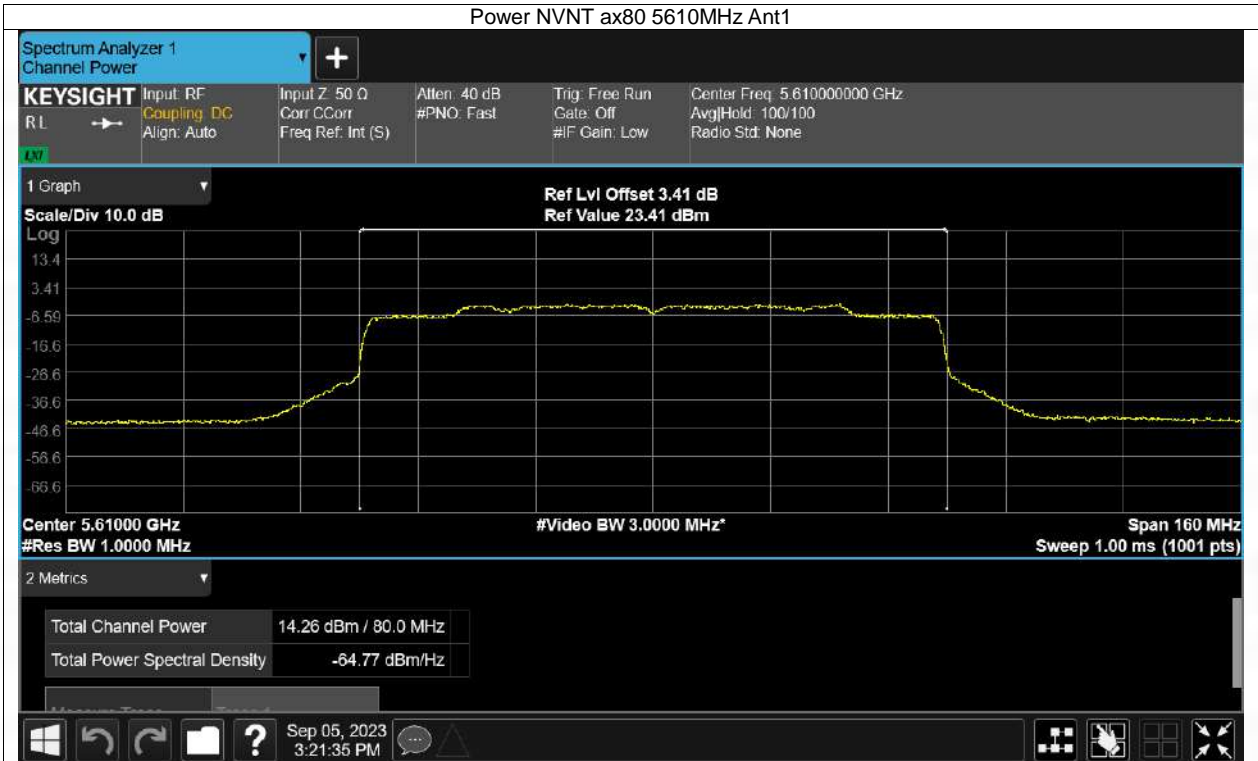 Power NVNT ax80 5610MHz Ant1
Spectrum Analyzer 1
Channel Power
KEYSIGHT
R L
LXI
Input: RF
Coupling: DC
Align: Auto
Input Z: 50 Ω
Corr CCorr
Freq Ref: Int (S)
Atten: 40 dB
#PNO: Fast
Trig: Free Run
Gate: Off
#IF Gain: Low
Center Freq: 5.610000000 GHz
Avg|Hold: 100/100
Radio Std: None
1 Graph
Scale/Div 10.0 dB
Ref Lvl Offset 3.41 dB
Ref Value 23.41 dBm
Log
13.4
3.41
-6.59
-16.6
-26.6
-36.6
-46.6
-56.6
-66.6
Center 5.61000 GHz
#Video BW 3.0000 MHz*
Span 160 MHz
#Res BW 1.0000 MHz
Sweep 1.00 ms (1001 pts)
2 Metrics
Total Channel Power 14.26 dBm / 80.0 MHz
Total Power Spectral Density -64.77 dBm/Hz
?
Sep 05, 2023
3:21:35 PM